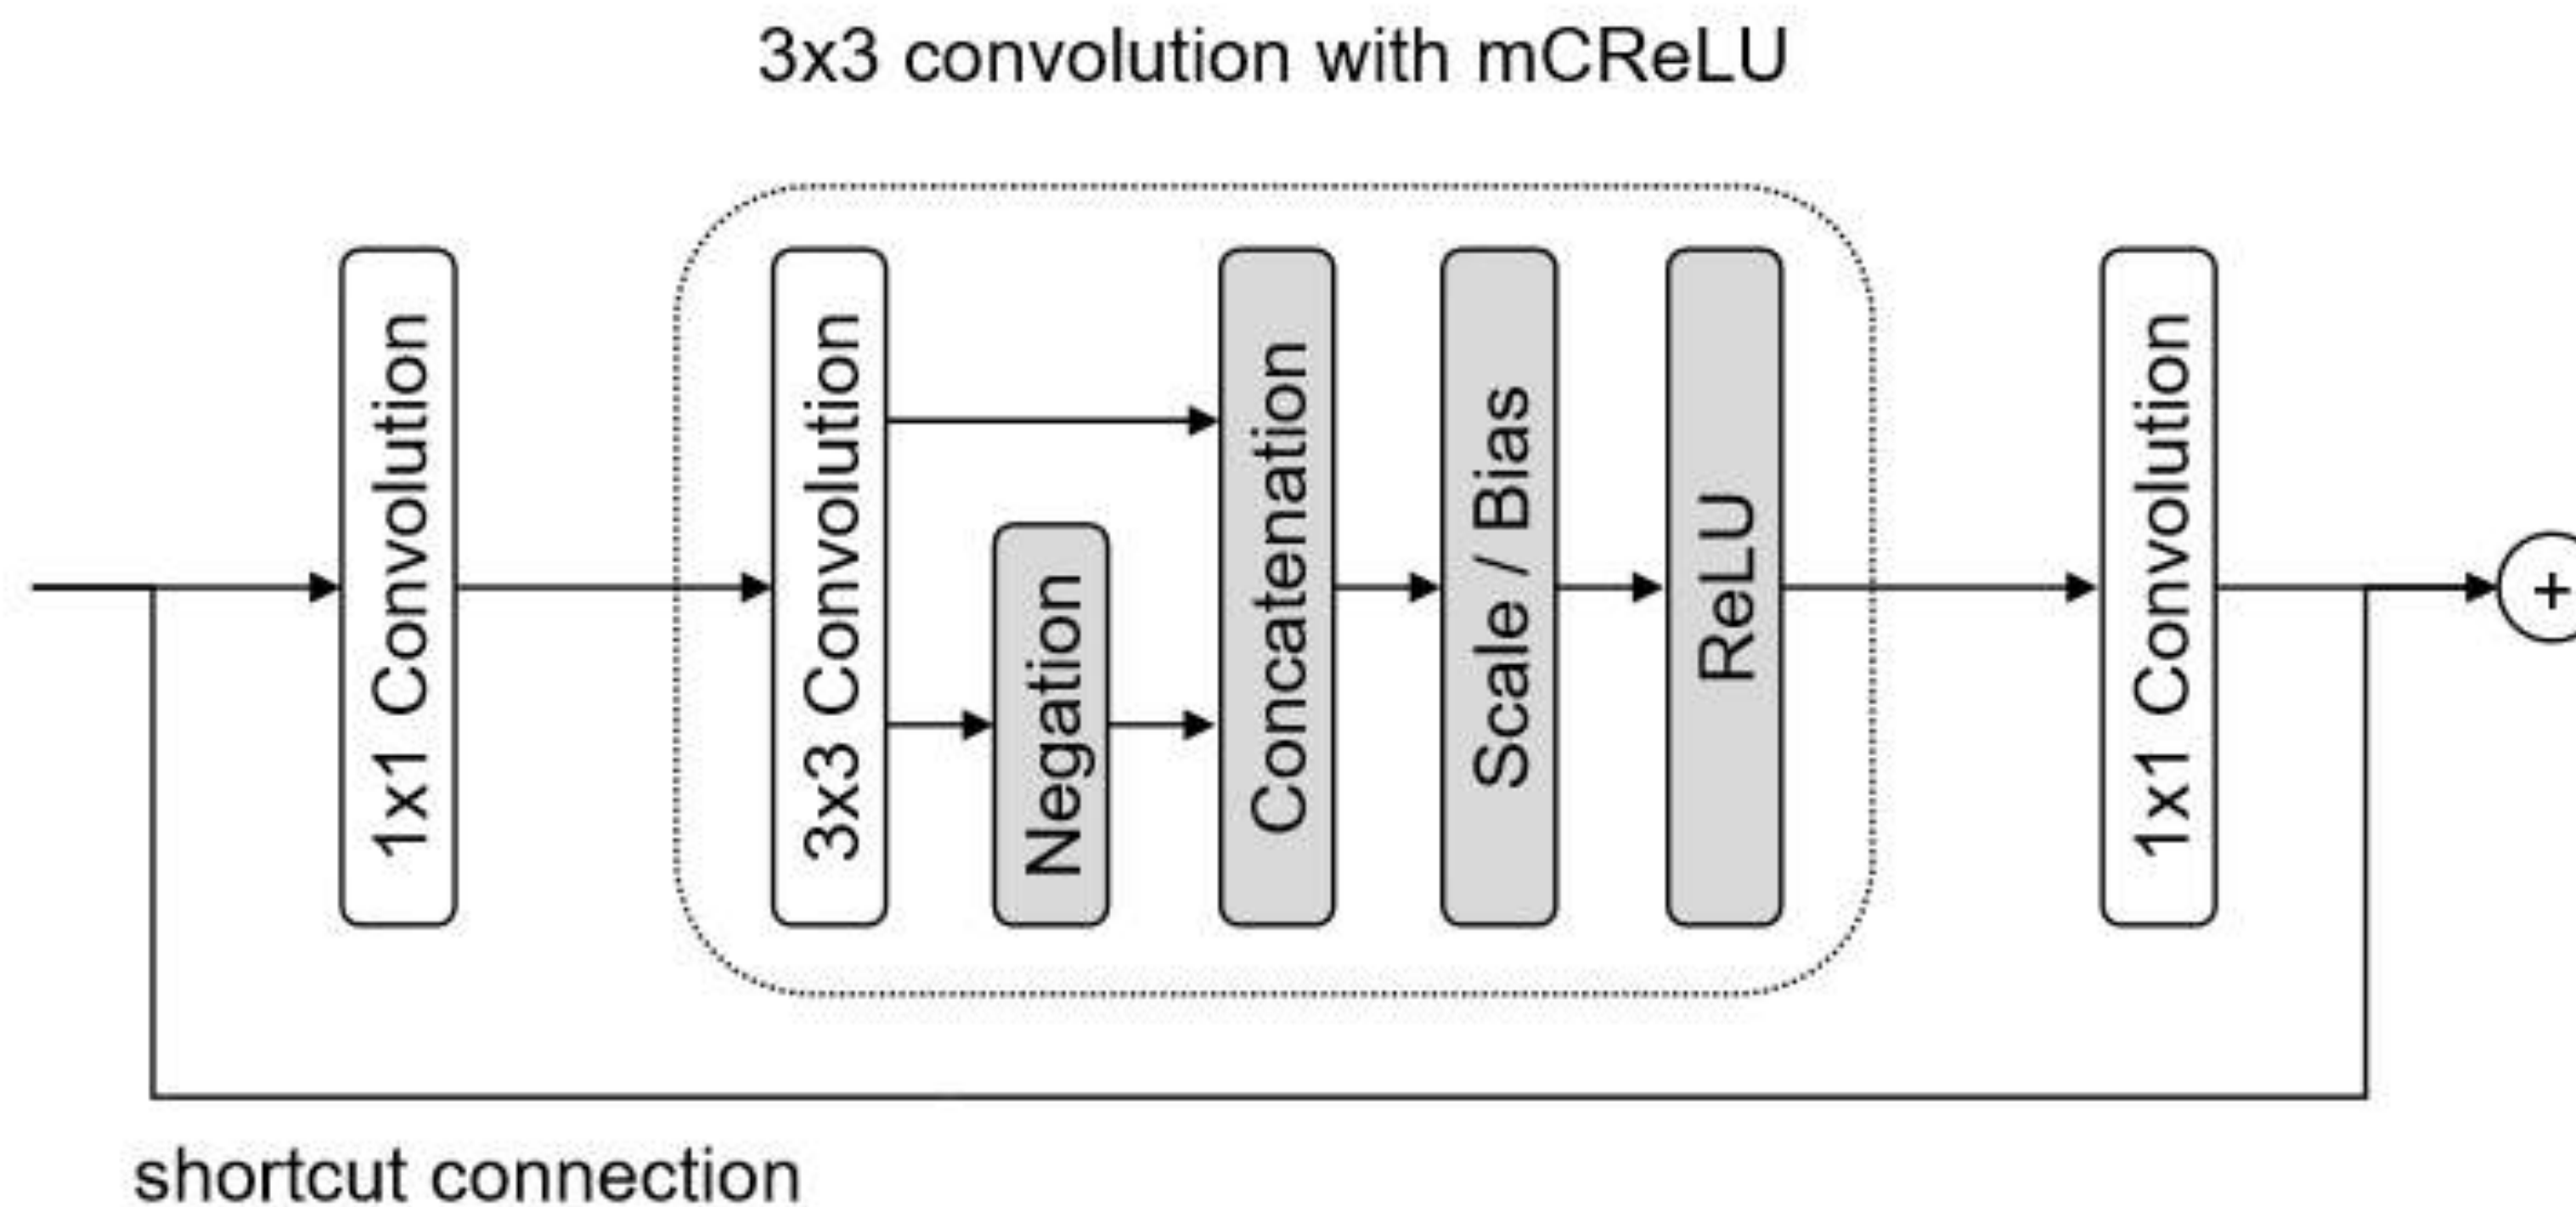 3x3 convolution with mCReLU
1x1 Convolution
3x3 Convolution
Negation
Concatenation
Scale / Bias
ReLU
1x1 Convolution
+
shortcut connection